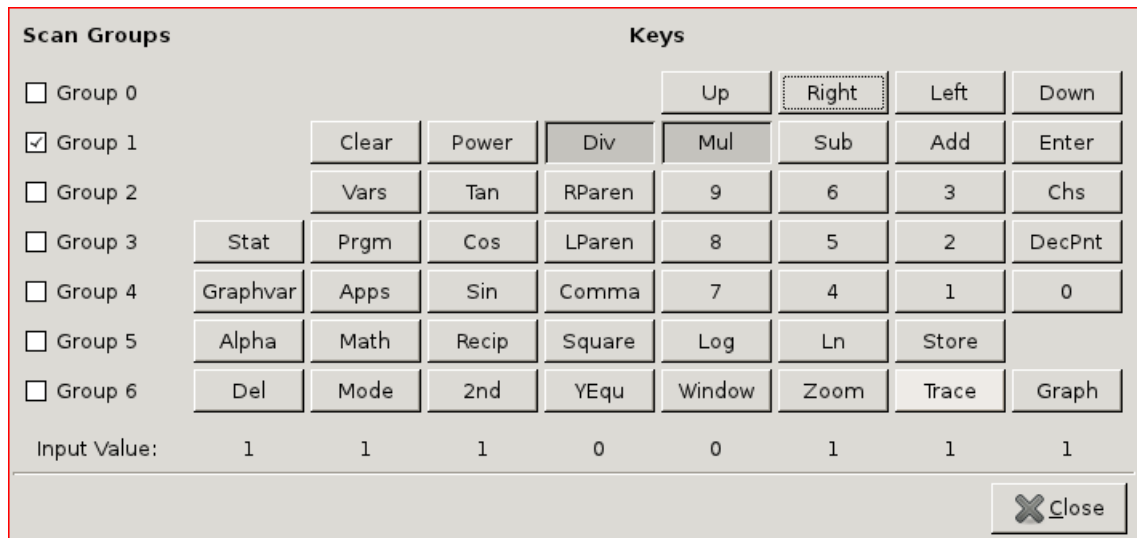 Scan Groups Keys
Group 0 Up Right Left Down
Group 1 Clear Power Div Mul Sub Add Enter
Group 2 Vars Tan RParen 9 6 3 Chs
Group 3 Stat Prgm Cos LParen 8 5 2 DecPnt
Group 4 Graphvar Apps Sin Comma 7 4 1 0
Group 5 Alpha Math Recip Square Log Ln Store
Group 6 Del Mode 2nd YEqu Window Zoom Trace Graph
Input Value: 1 1 1 0 0 1 1 1
Close